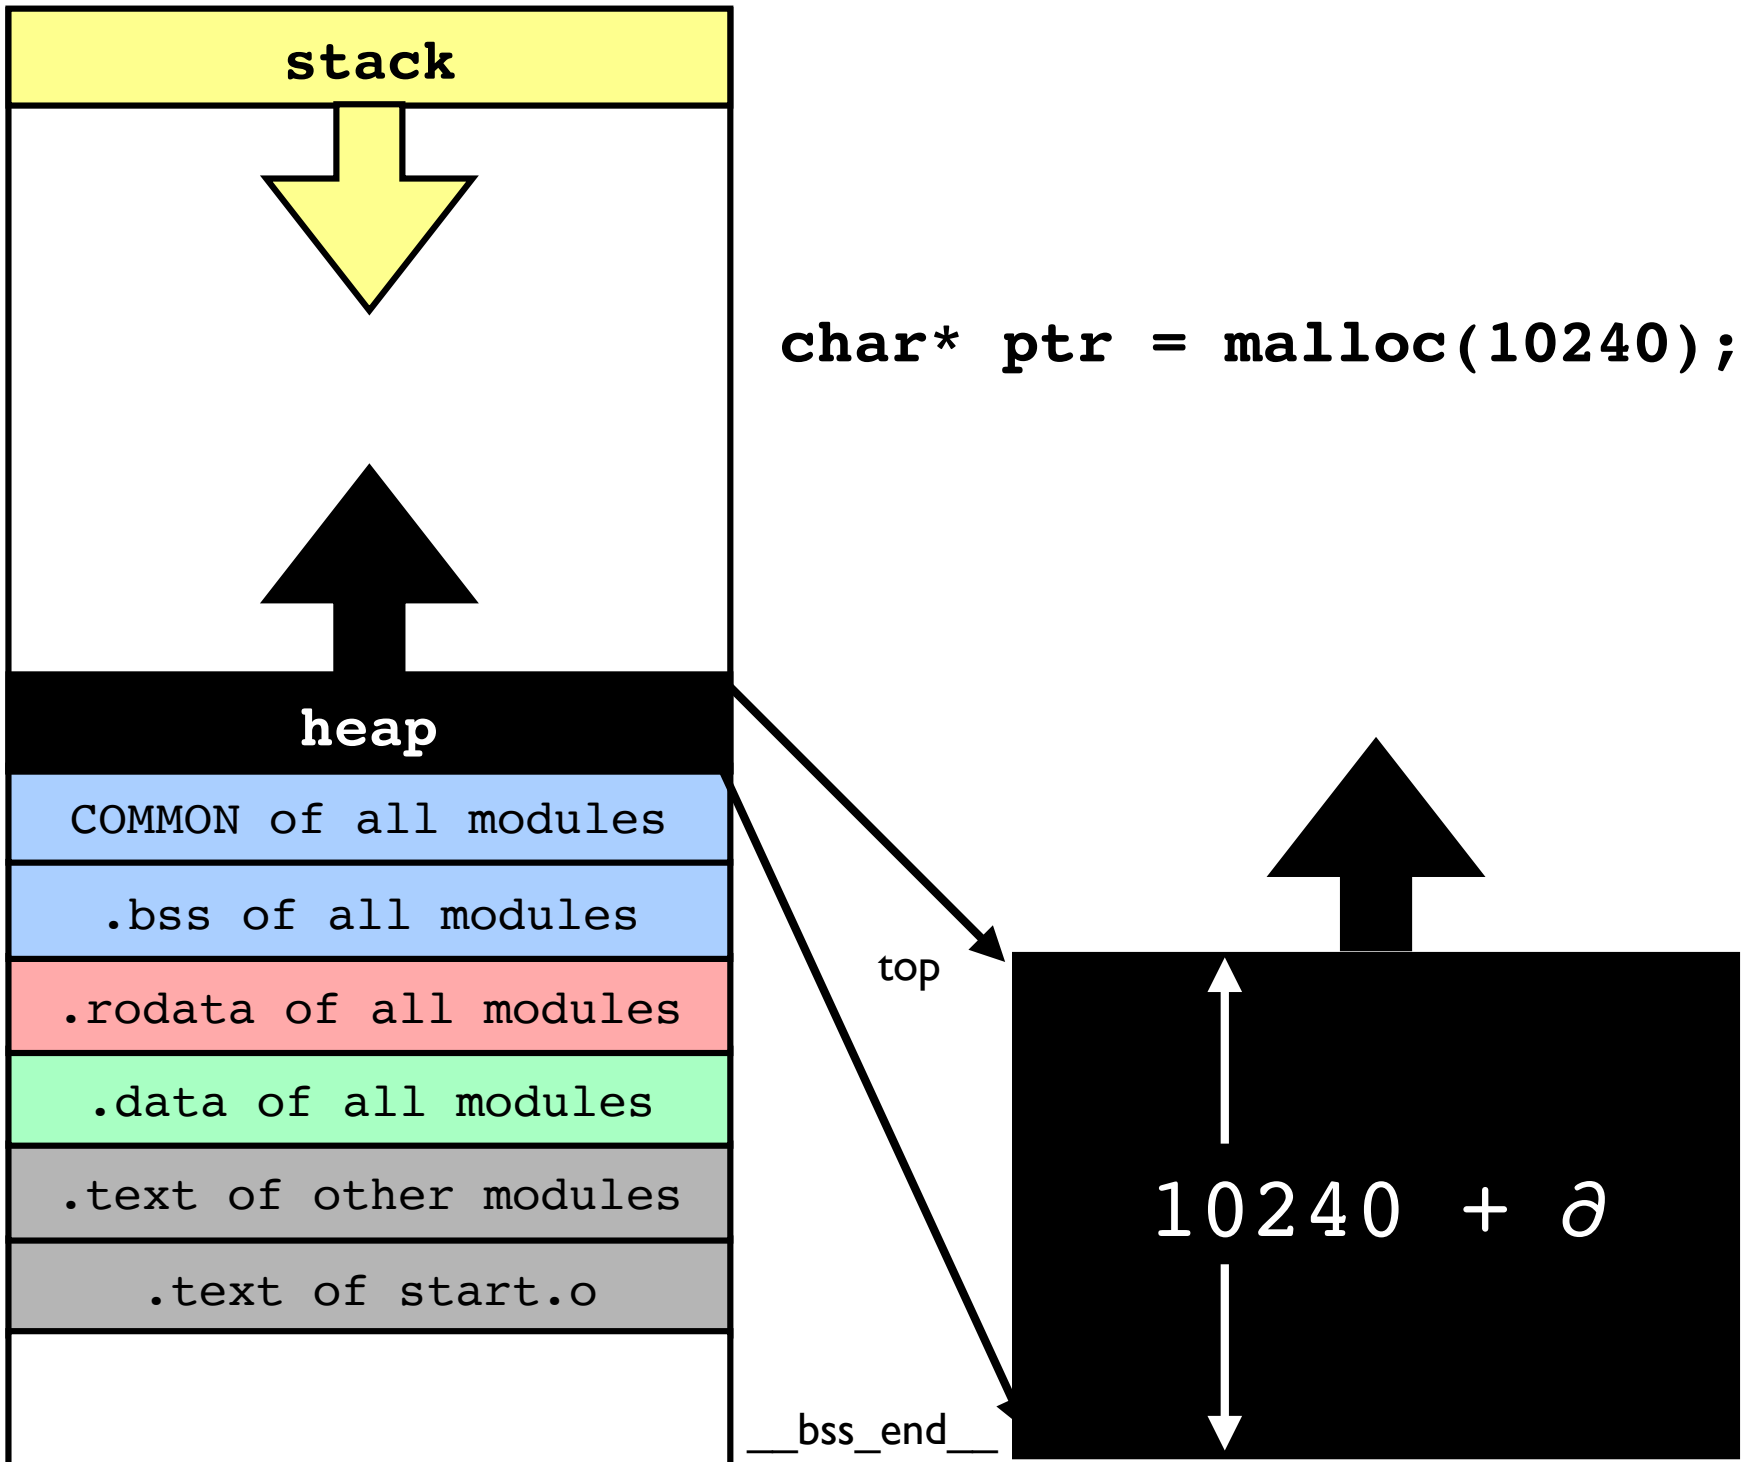 stack
char* ptr = malloc(10240);
heap
COMMON of all modules
.bss of all modules
.rodata of all modules
.data of all modules
.text of other modules
.text of start.o
top
10240 + ∂
__bss_end__